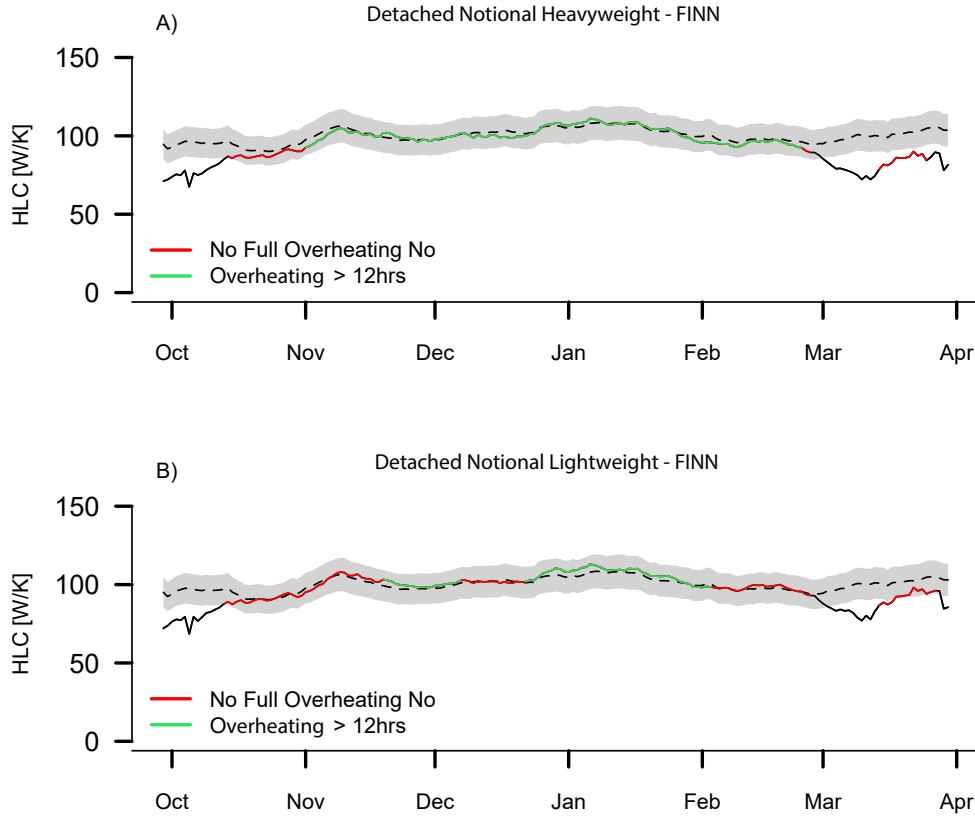 A)
Detached Notional Heavyweight - FINN
150
100
50
0
HLC [W/K]
No Full Overheating No
Overheating > 12hrs
Oct Nov Dec Jan Feb Mar Apr
B)
Detached Notional Lightweight - FINN
150
100
50
0
HLC [W/K]
No Full Overheating No
Overheating > 12hrs
Oct Nov Dec Jan Feb Mar Apr